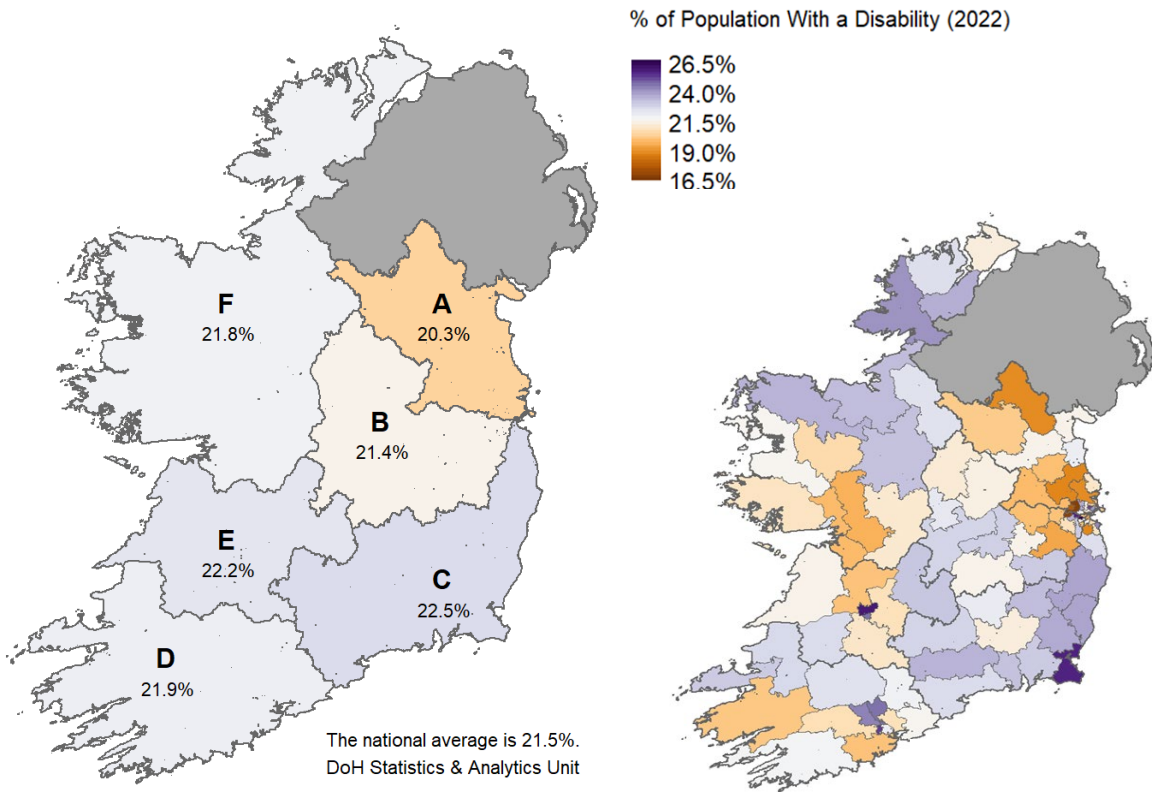 % of Population With a Disability (2022)
26.5%
24.0%
21.5%
19.0%
16.5%
F
21.8%
A
20.3%
B
21.4%
E
22.2%
C
22.5%
D
21.9%
The national average is 21.5%.
DoH Statistics & Analytics Unit